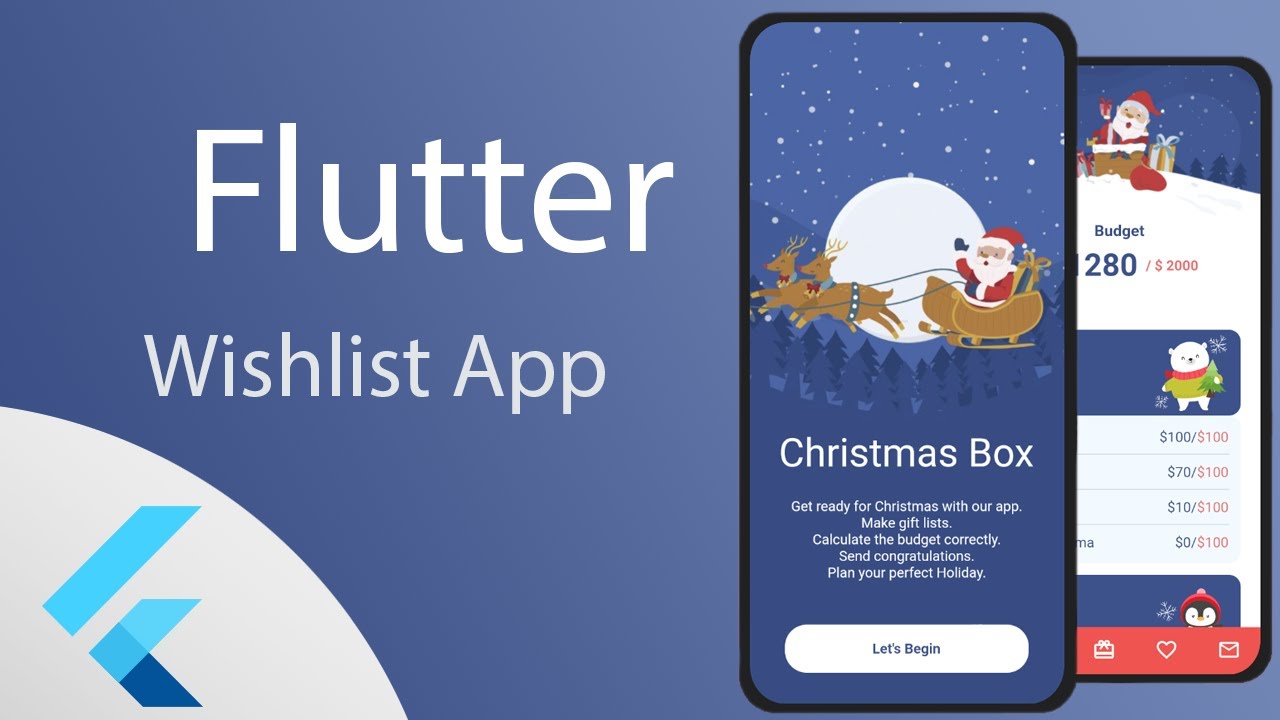 Flutter
Wishlist App
Christmas Box
Get ready for Christmas with our app.
Make gift lists.
Calculate the budget correctly.
Send congratulations.
Plan your perfect Holiday.
Let's Begin
Budget
1280 / $ 2000
$100/$100
$70/$100
$10/$100
ma $0/$100